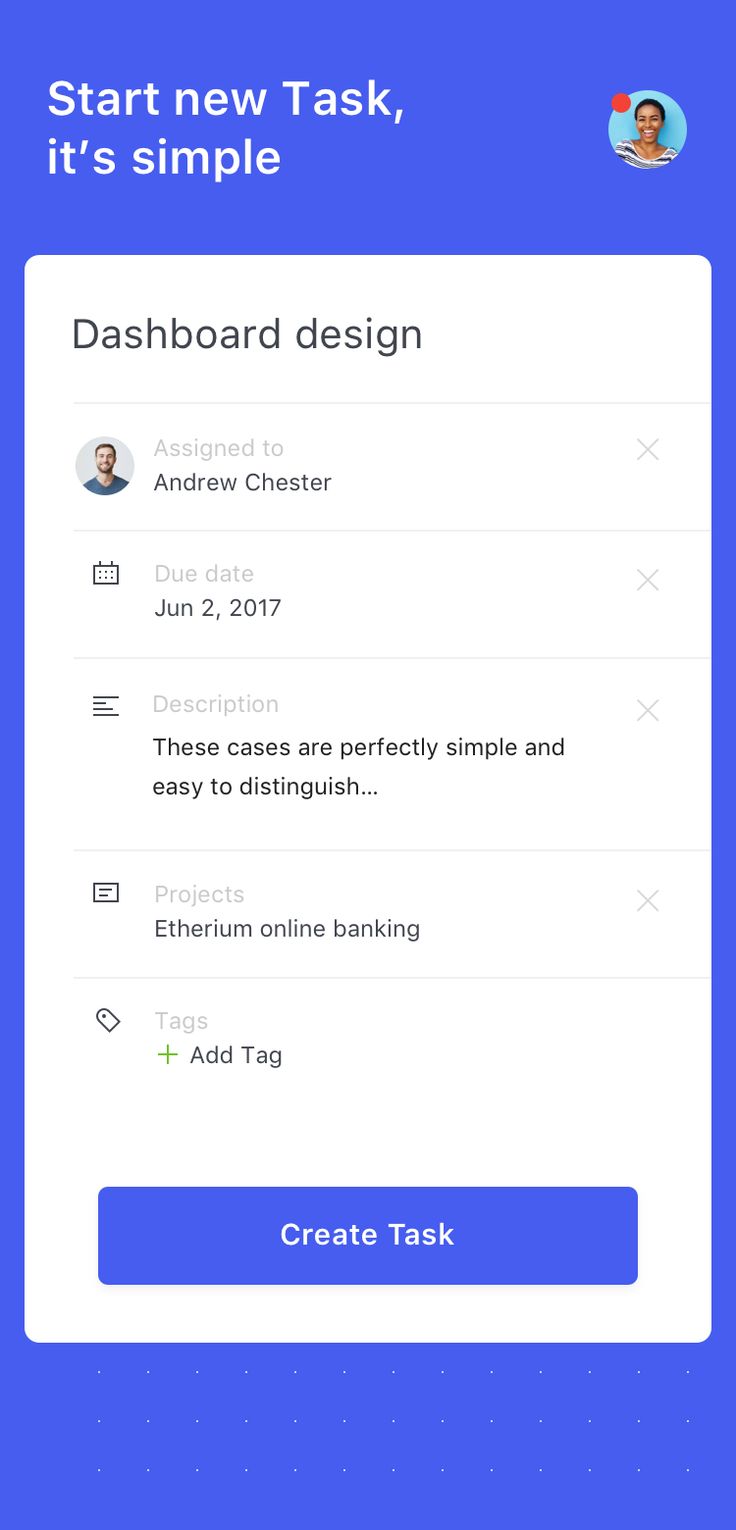 Start new Task,
it’s simple
Dashboard design
Assigned to
Andrew Chester
Due date
Jun 2, 2017
Description
These cases are perfectly simple and
easy to distinguish...
Projects
Etherium online banking
Tags
+ Add Tag
Create Task